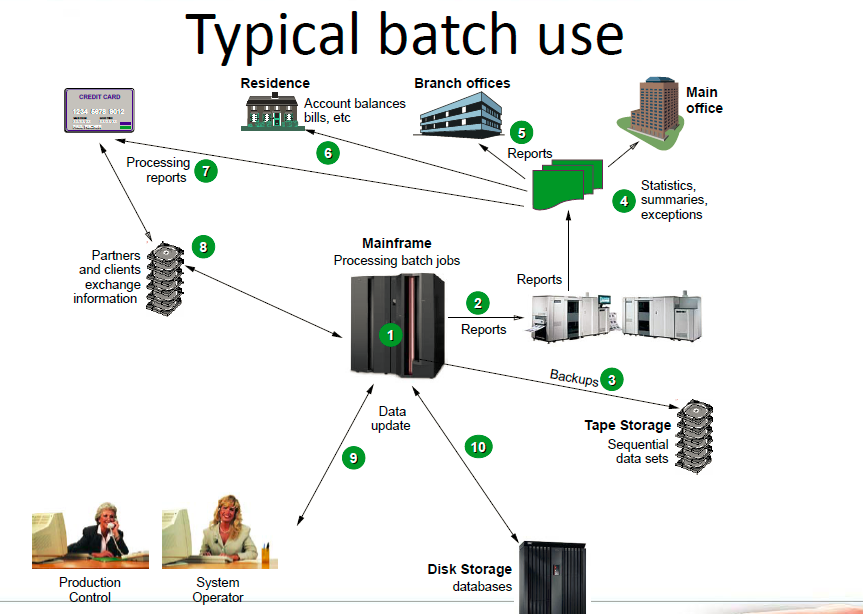 Typical batch use
CREDIT CARD
1234 5678 9012
Residence
Account balances
bills, etc
Branch offices
Main
office
5
Reports
6
Processing
reports
7
4
Statistics,
summaries,
exceptions
8
Partners
and clients
exchange
information
Mainframe
Processing batch jobs
1
2
Reports
Reports
Backups
3
Tape Storage
Sequential
data sets
Data
update
9
10
Production
Control
System
Operator
Disk Storage
databases